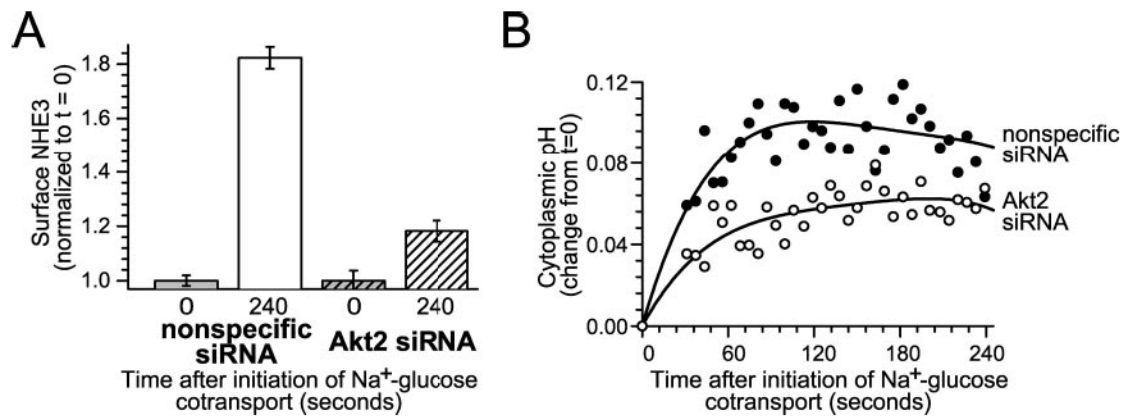 A
Surface NHE3
(normalized to t = 0)
1.8
1.6
1.4
1.2
1.0
0
240
0
240
nonspecific
siRNA
Akt2 siRNA
Time after initiation of Na+-glucose
cotransport (seconds)
B
Cytoplasmic pH
(change from t=0)
0.12
0.08
0.04
0.00
nonspecific
siRNA
Akt2
siRNA
0
60
120
180
240
Time after initiation of Na+-glucose
cotransport (seconds)